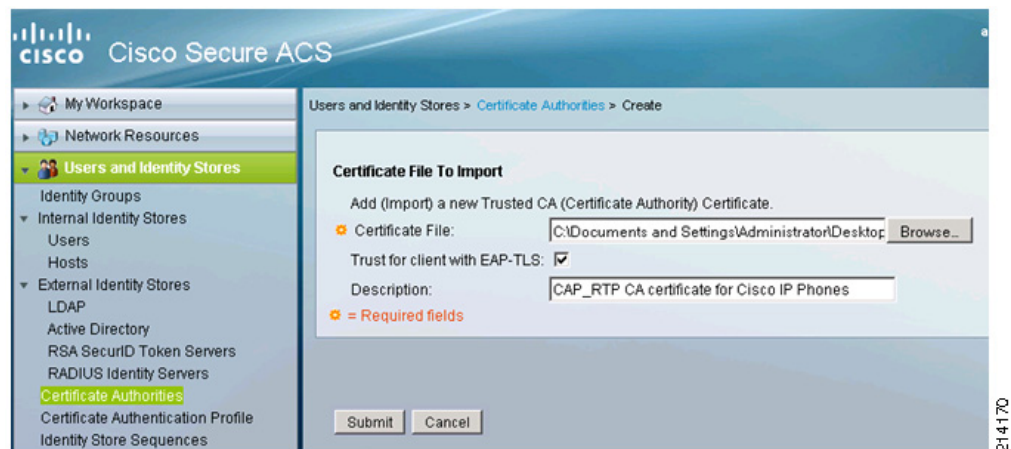 cisco Cisco Secure ACS
a
My Workspace
Network Resources
Users and Identity Stores
Identity Groups
Internal Identity Stores
Users
Hosts
External Identity Stores
LDAP
Active Directory
RSA SecurID Token Servers
RADIUS Identity Servers
Certificate Authorities
Certificate Authentication Profile
Identity Store Sequences
Users and Identity Stores > Certificate Authorities > Create
Certificate File To Import
Add (Import) a new Trusted CA (Certificate Authority) Certificate.
Certificate File: C:\Documents and Settings\Administrator\Desktop Browse...
Trust for client with EAP-TLS:
Description: CAP_RTP CA certificate for Cisco IP Phones
= Required fields
Submit Cancel
214170